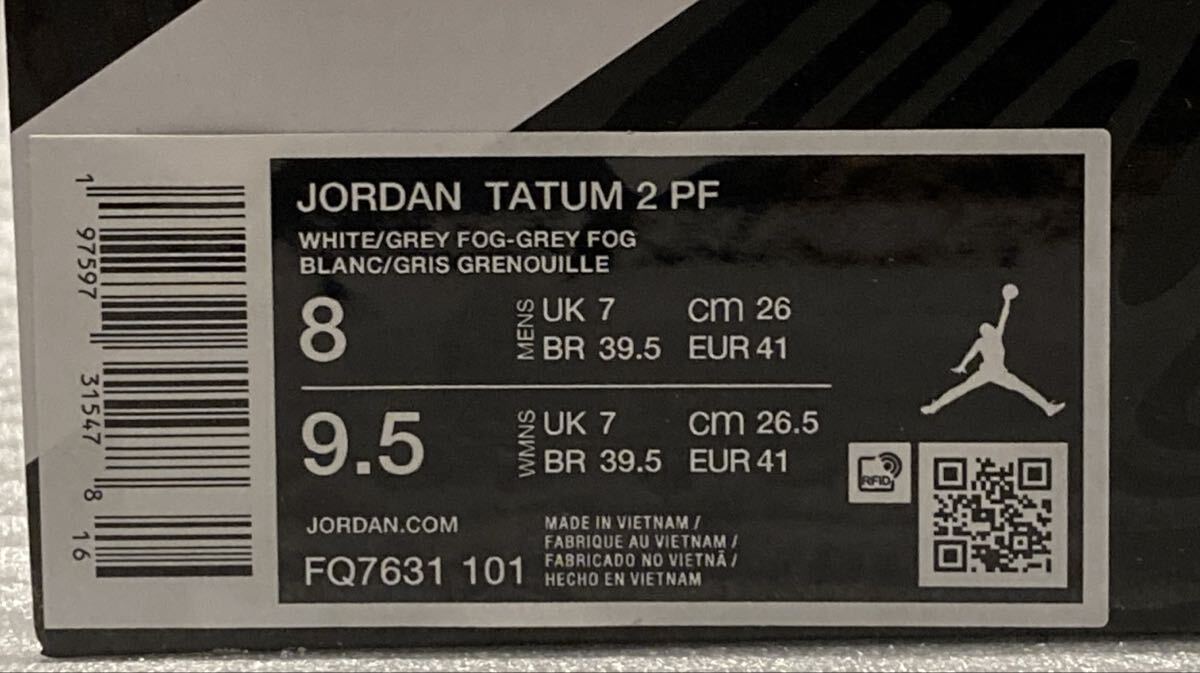 JORDAN TATUM 2 PF
WHITE/GREY FOG-GREY FOG
BLANC/GRIS GRENOUILLE
8
MENS
UK 7 cm 26
BR 39.5 EUR 41
9.5
WMNS
UK 7 cm 26.5
BR 39.5 EUR 41
RFID
JORDAN.COM
FQ7631 101
MADE IN VIETNAM /
FABRIQUE AU VIETNAM /
FABRICADO NO VIETNÃ /
HECHO EN VIETNAM
1 97597 31547 8 16